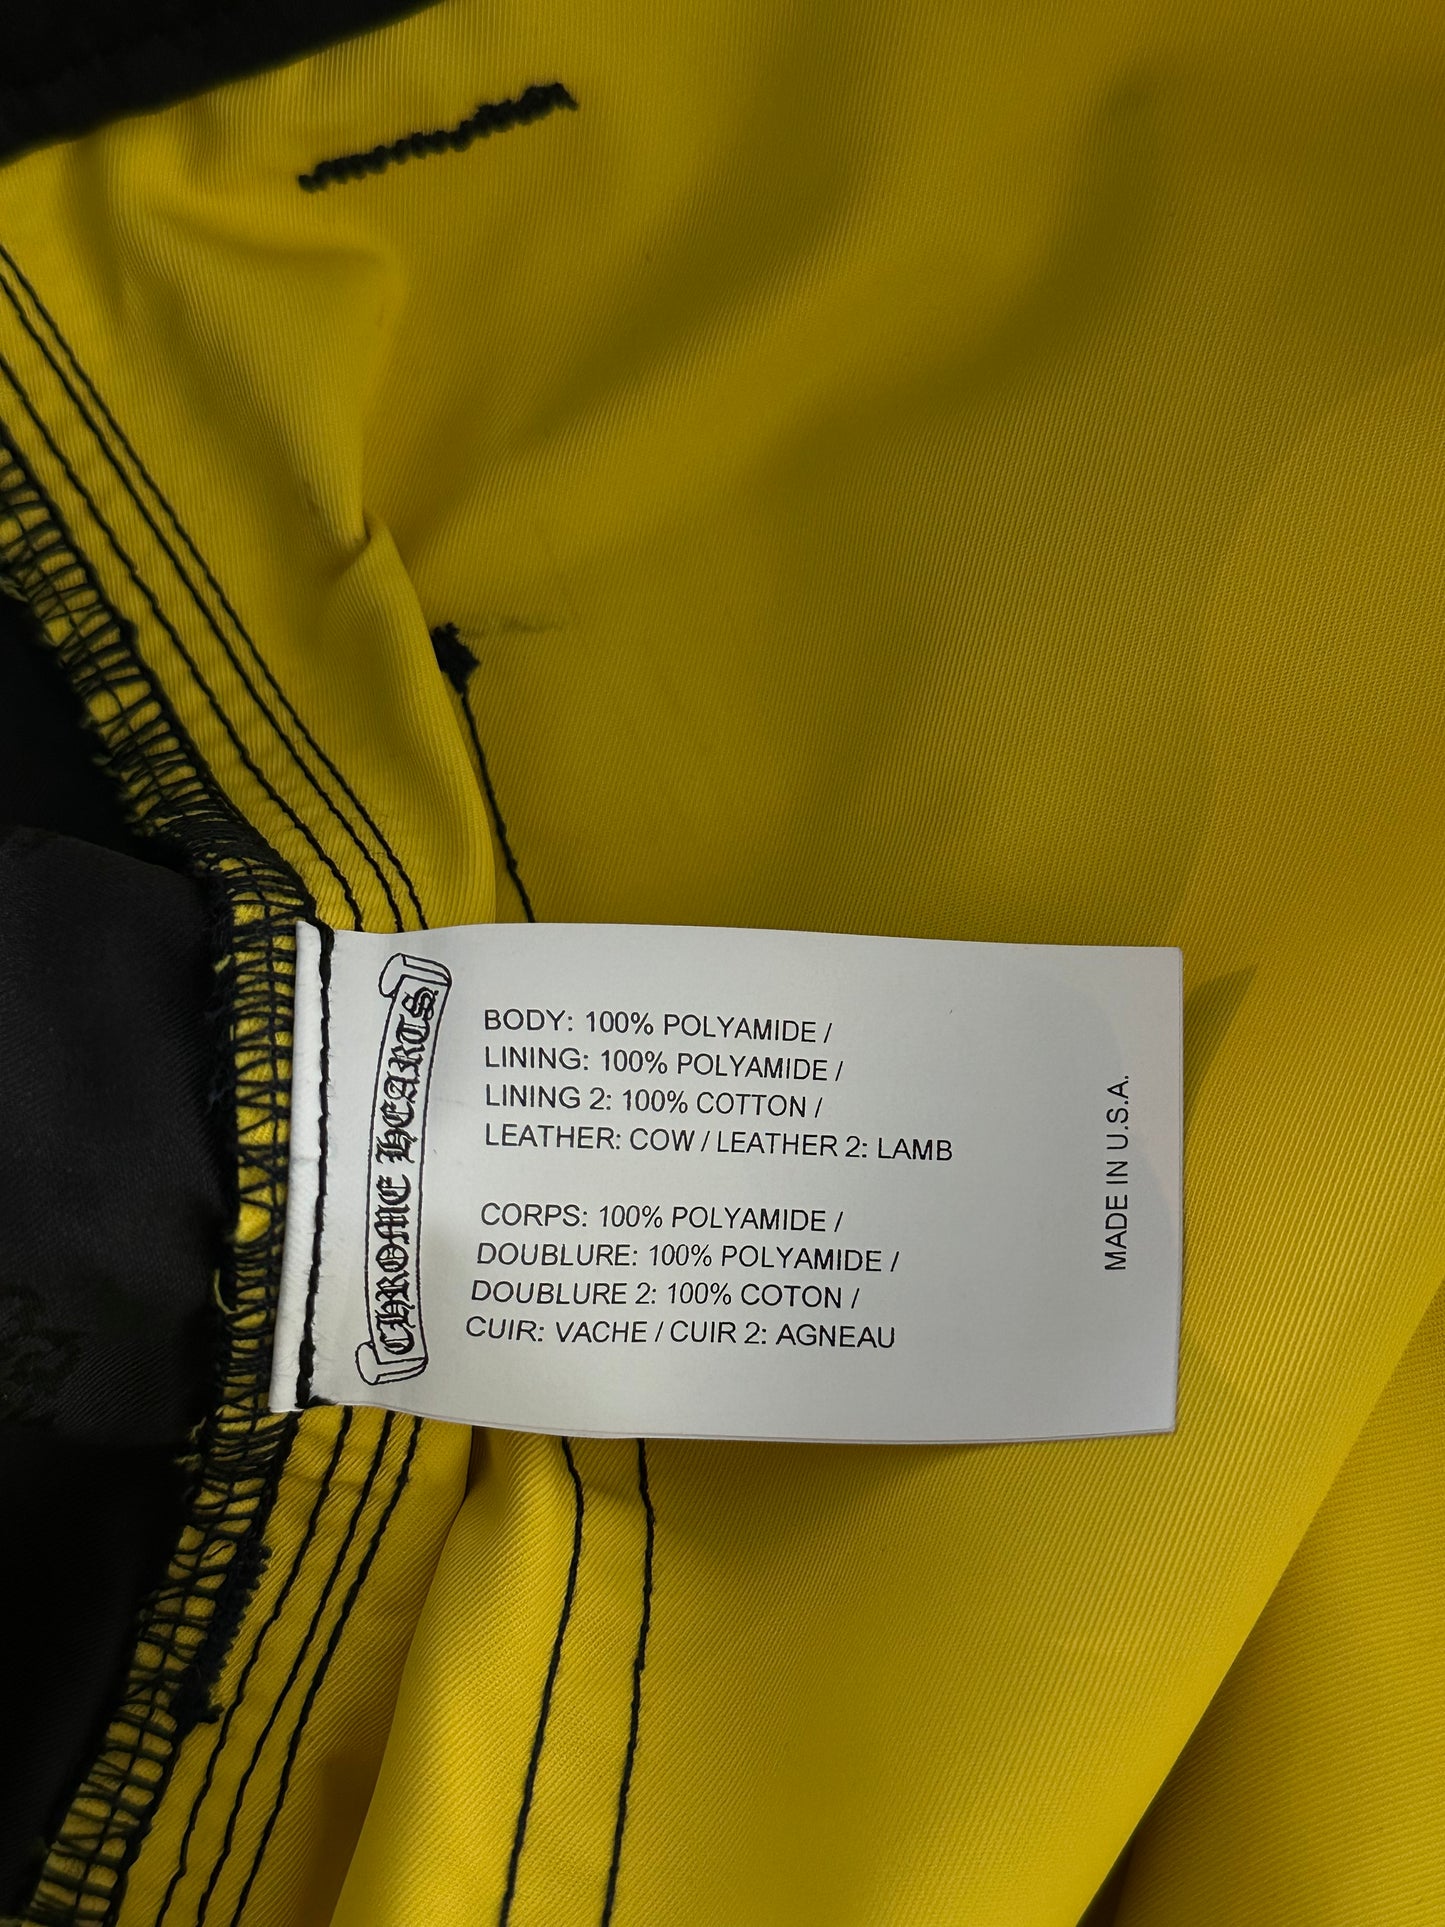 CHROME HEARTS
BODY: 100% POLYAMIDE /
LINING: 100% POLYAMIDE /
LINING 2: 100% COTTON /
LEATHER: COW / LEATHER 2: LAMB
CORPS: 100% POLYAMIDE /
DOUBLURE: 100% POLYAMIDE /
DOUBLURE 2: 100% COTON /
CUIR: VACHE / CUIR 2: AGNEAU
MADE IN U.S.A.